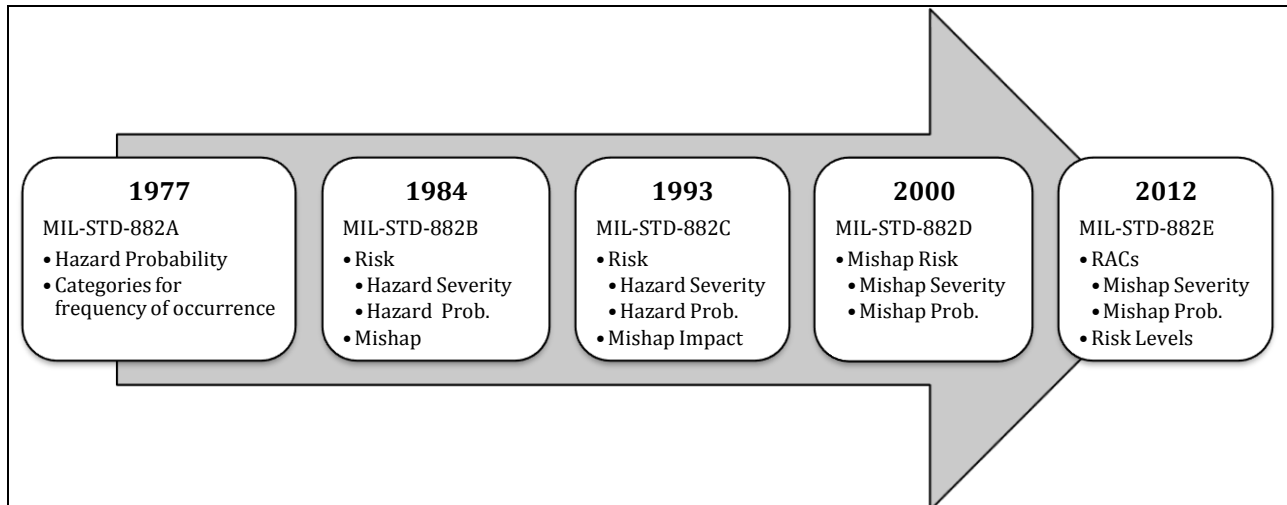 1977
MIL-STD-882A
• Hazard Probability
• Categories for
frequency of occurrence
1984
MIL-STD-882B
• Risk
• Hazard Severity
• Hazard Prob.
• Mishap
1993
MIL-STD-882C
• Risk
• Hazard Severity
• Hazard Prob.
• Mishap Impact
2000
MIL-STD-882D
• Mishap Risk
• Mishap Severity
• Mishap Prob.
2012
MIL-STD-882E
• RACs
• Mishap Severity
• Mishap Prob.
• Risk Levels